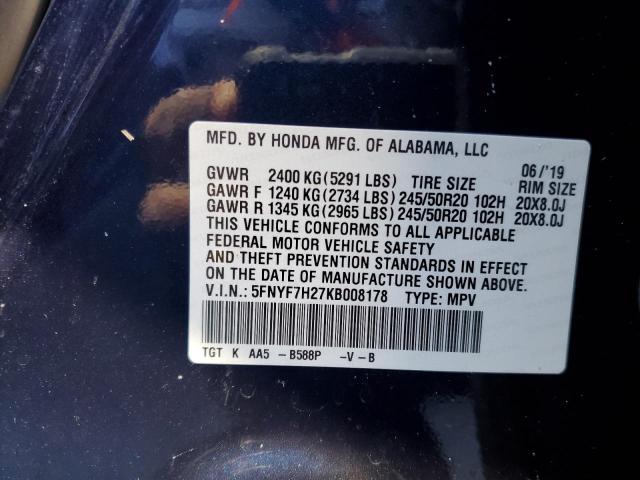 MFD. BY HONDA MFG. OF ALABAMA, LLC
06/'19
GVWR 2400 KG(5291 LBS) TIRE SIZE RIM SIZE
GAWR F 1240 KG(2734 LBS) 245/50R20 102H 20X8.0J
GAWR R 1345 KG(2965 LBS) 245/50R20 102H 20X8.0J
THIS VEHICLE CONFORMS TO ALL APPLICABLE
FEDERAL MOTOR VEHICLE SAFETY
AND THEFT PREVENTION STANDARDS IN EFFECT
ON THE DATE OF MANUFACTURE SHOWN ABOVE.
V.I.N.: 5FNYF7H27KB008178 TYPE: MPV
TGT K AA5 -B588P -V-B